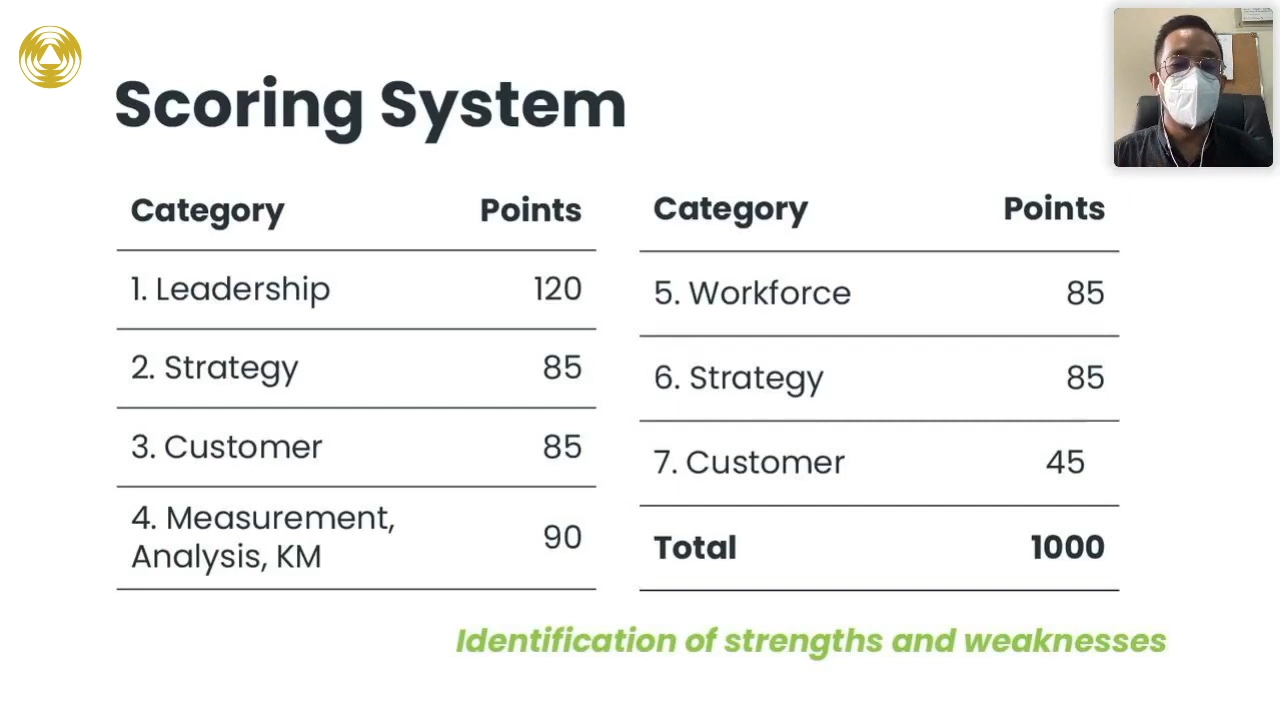 Scoring System
Category Points
1. Leadership 120
2. Strategy 85
3. Customer 85
4. Measurement,
Analysis, KM 90
Category Points
5. Workforce 85
6. Strategy 85
7. Customer 45
Total 1000
Identification of strengths and weaknesses